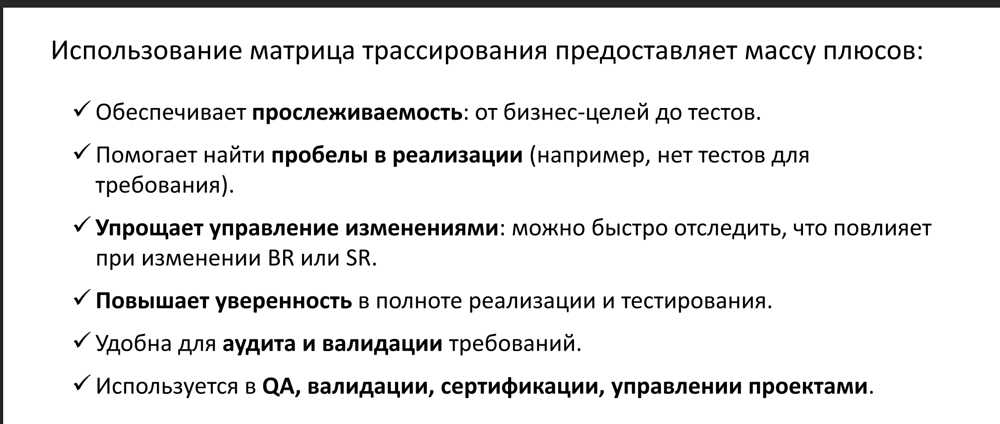 Использование матрица трассирования предоставляет массу плюсов:
✓ Обеспечивает прослеживаемость: от бизнес-целей до тестов.
✓ Помогает найти пробелы в реализации (например, нет тестов для
требования).
✓ Упрощает управление изменениями: можно быстро отследить, что повлияет
при изменении BR или SR.
✓ Повышает уверенность в полноте реализации и тестирования.
✓ Удобна для аудита и валидации требований.
✓ Используется в QA, валидации, сертификации, управлении проектами.